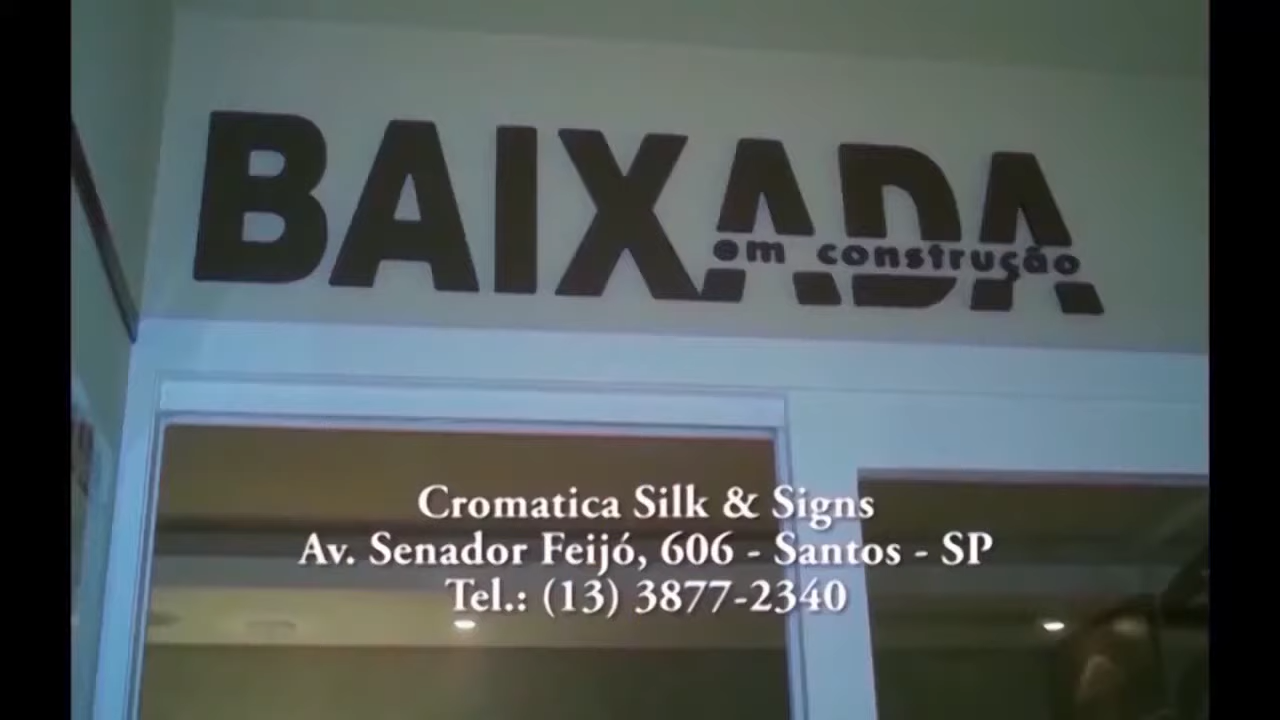 BAIXADA
em construção
Cromatica Silk & Signs
Av. Senador Feijó, 606 - Santos - SP
Tel.: (13) 3877-2340